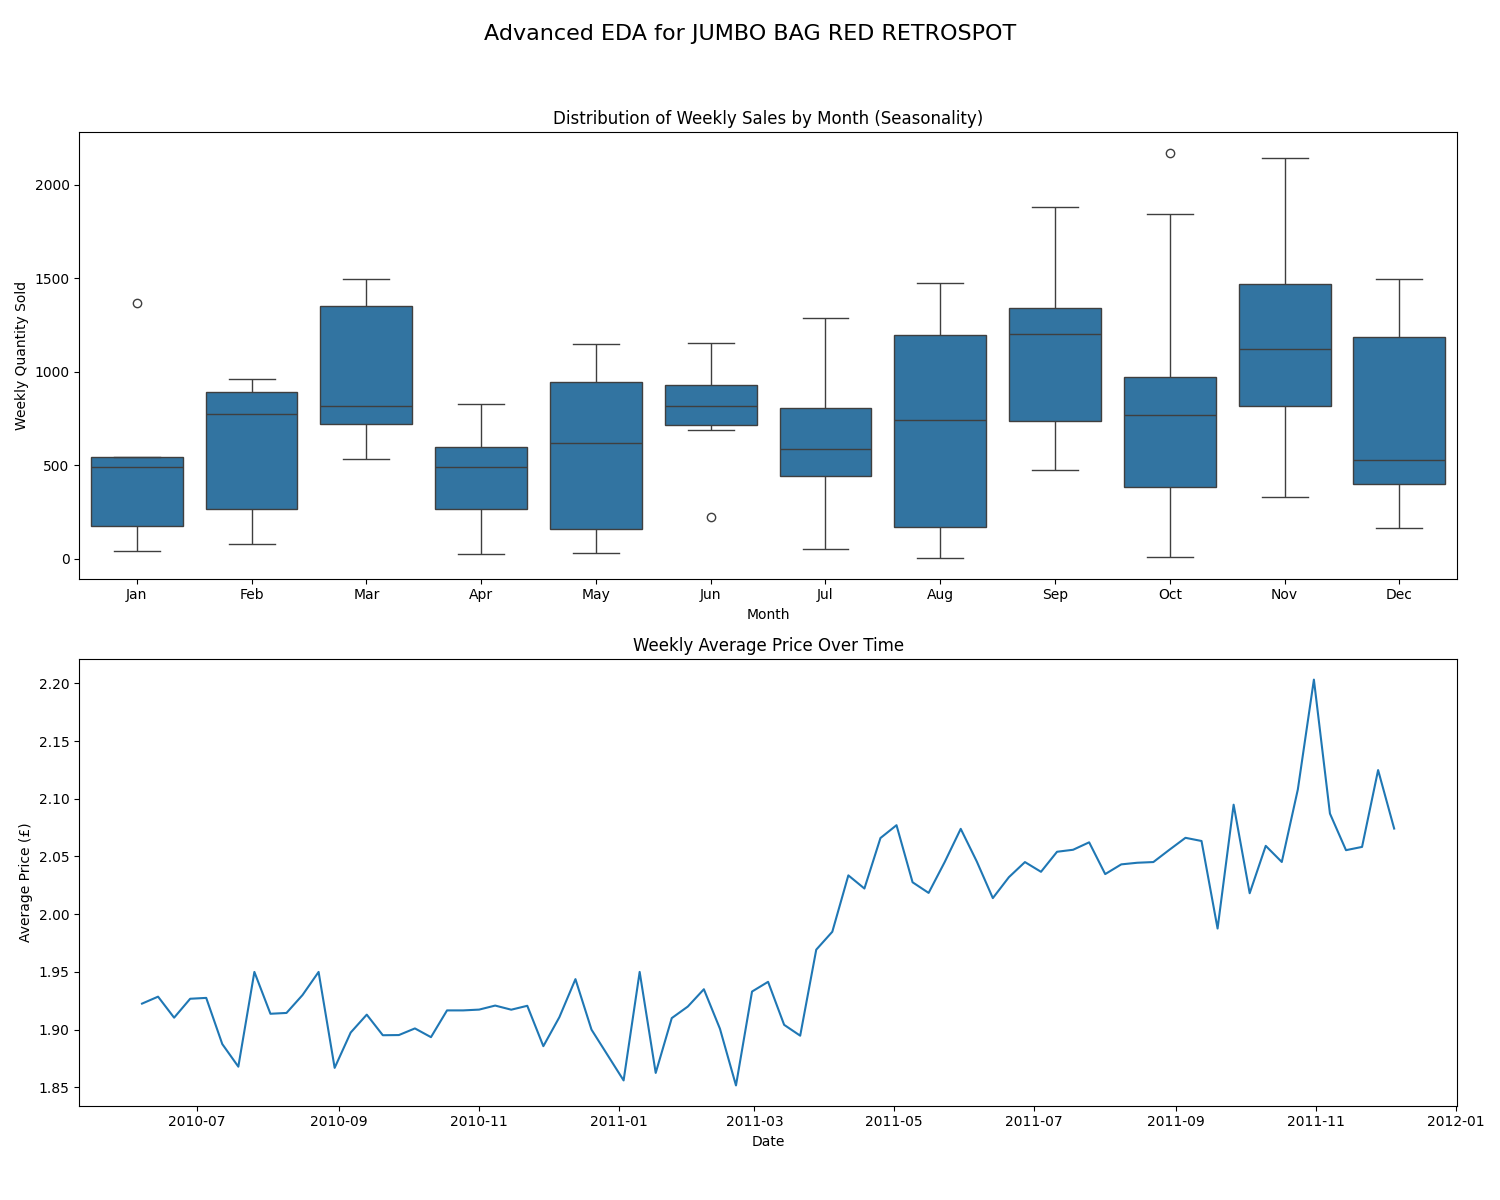 Advanced EDA for JUMBO BAG RED RETROSPOT
Distribution of Weekly Sales by Month (Seasonality)
Weekly Quantity Sold
2000
1500
1000
500
0
Jan Feb Mar Apr May Jun Jul Aug Sep Oct Nov Dec
Month
Weekly Average Price Over Time
Average Price (£)
2.20
2.15
2.10
2.05
2.00
1.95
1.90
1.85
2010-07 2010-09 2010-11 2011-01 2011-03 2011-05 2011-07 2011-09 2011-11 2012-01
Date